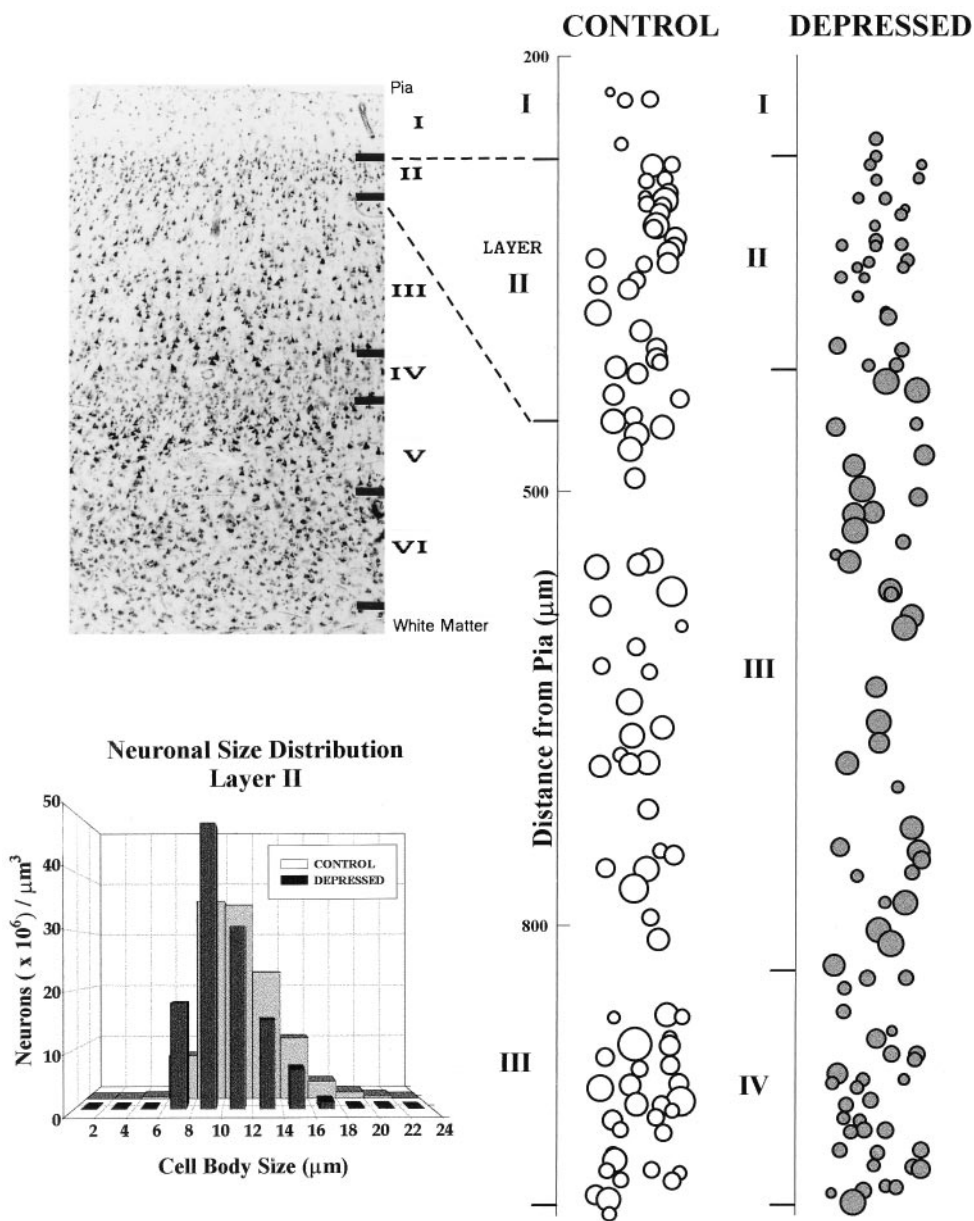 CONTROL
DEPRESSED
200
Pia
I
II
III
IV
V
VI
White Matter
I
LAYER
II
500
Distance from Pia (μm)
800
III
I
II
III
IV
Neuronal Size Distribution
Layer II
50
40
30
20
10
0
Neurons ( x 10⁶) / μm³
CONTROL
DEPRESSED
2 4 6 8 10 12 14 16 18 20 22 24
Cell Body Size (μm)